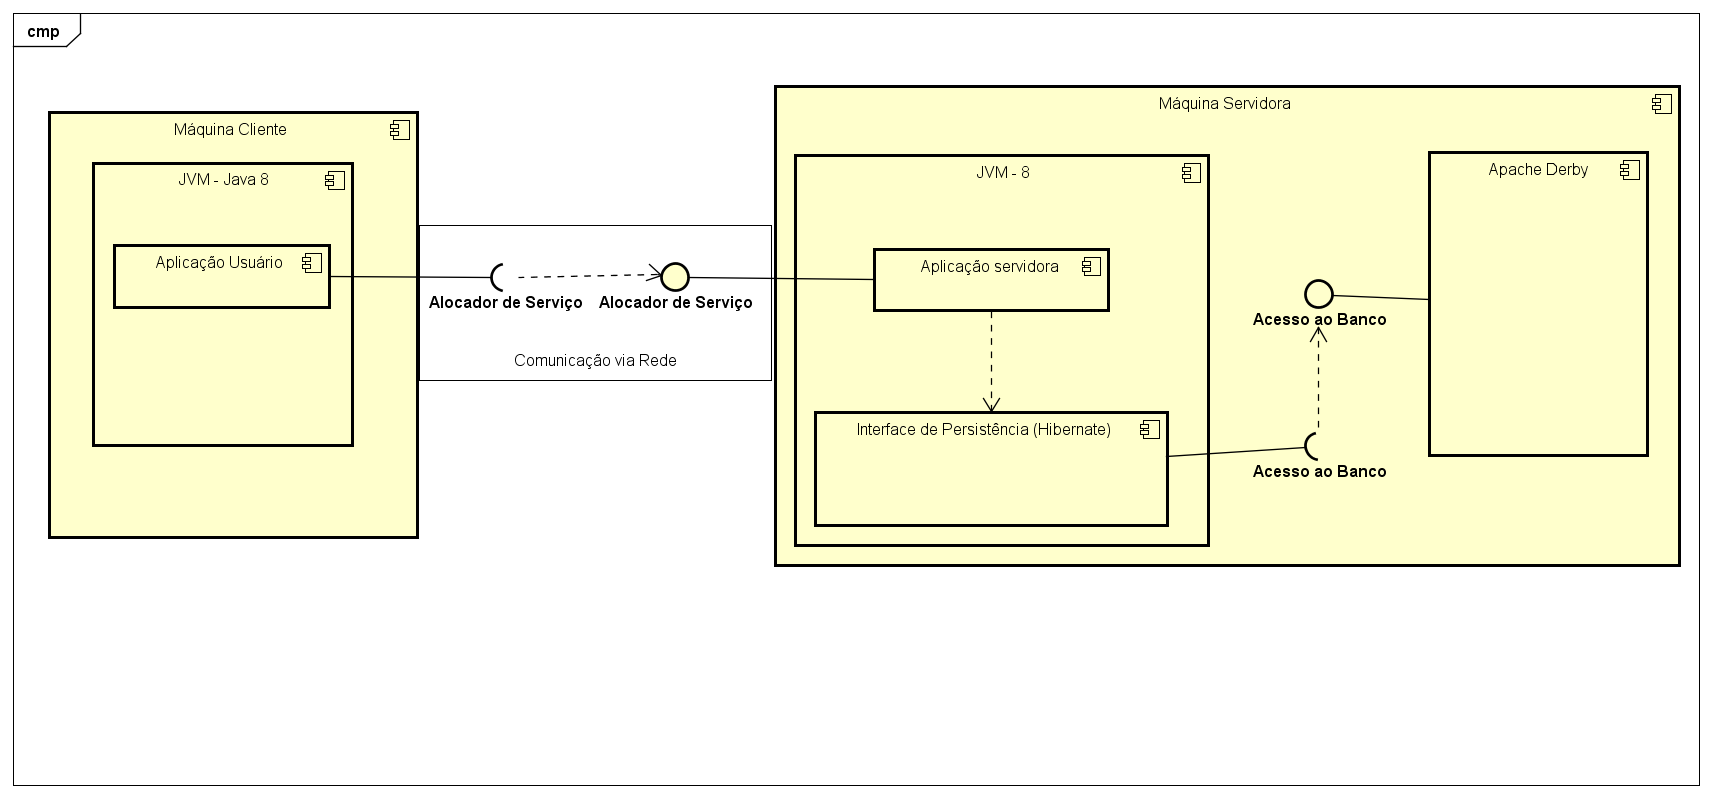 cmp
Máquina Cliente
JVM - Java 8
Aplicação Usuário
Alocador de Serviço
Alocador de Serviço
Comunicação via Rede
Máquina Servidora
JVM - 8
Aplicação servidora
Interface de Persistência (Hibernate)
Acesso ao Banco
Acesso ao Banco
Apache Derby